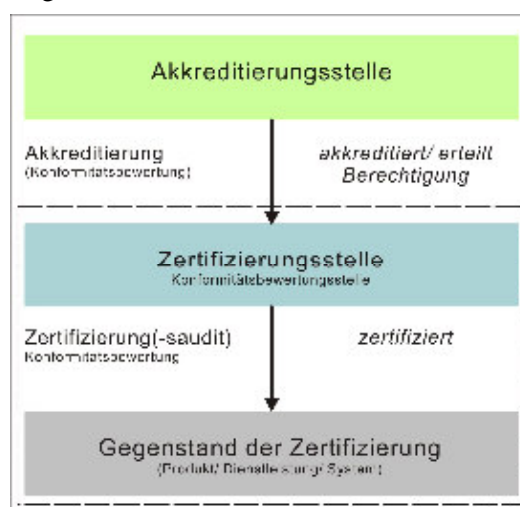 Akkreditierungsstelle
Akkreditierung
(Konformitätsbewertung)
akkreditiert/ erteilt
Berechtigung
Zertifizierungsstelle
Konformitätsbewertungsstelle
Zertifizierung(-saudit)
Konformitätsbewertung
zertifiziert
Gegenstand der Zertifizierung
(Produkt/ Dienstleistung/ System)